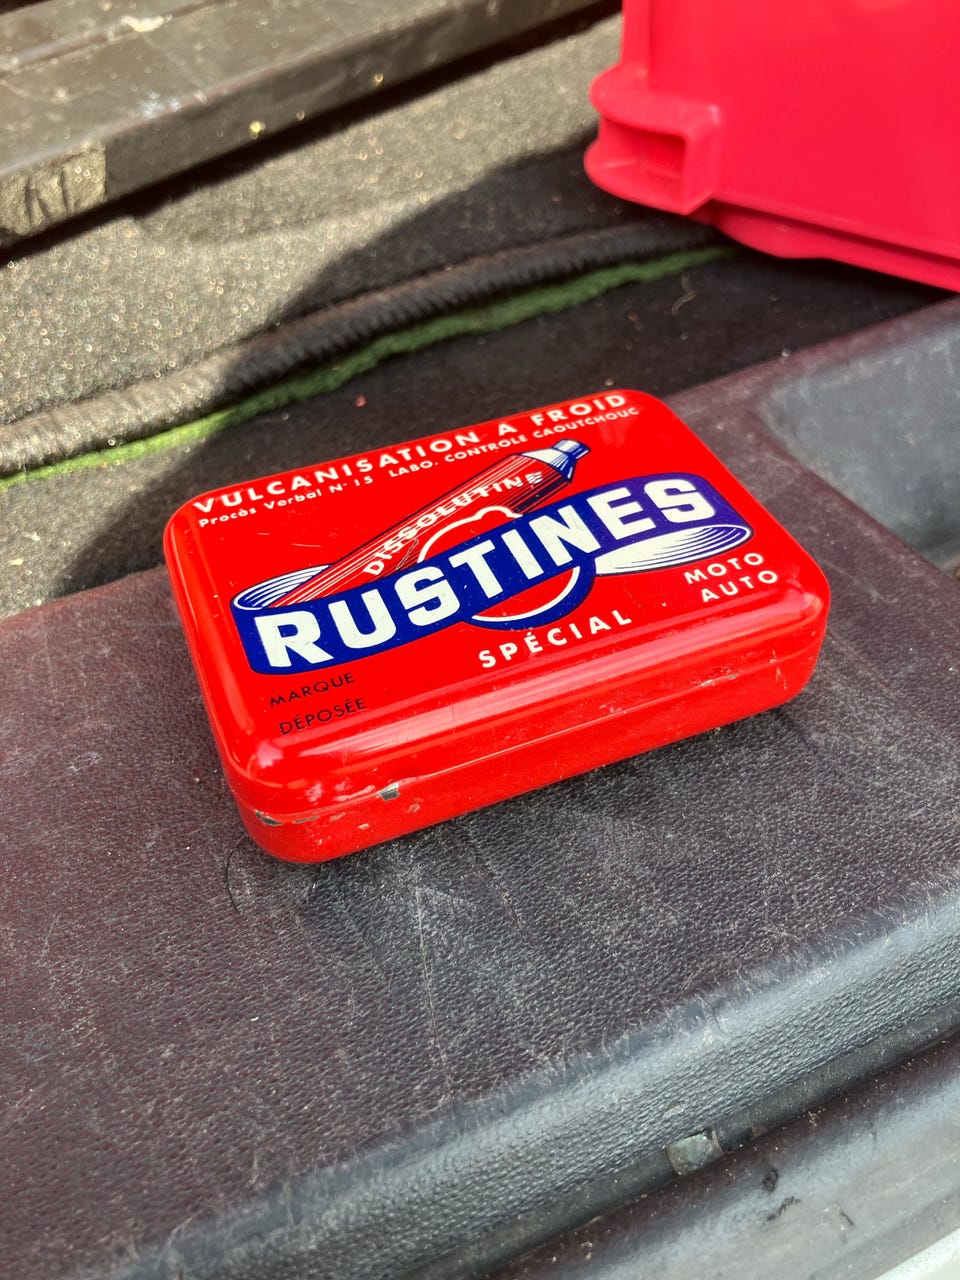 VULCANISATION A FROID
Procès Verbal N° 15 LABO. CONTROLE CAOUTCHOUC
DISSOLUTINE
RUSTINES
SPÉCIAL
MOTO
AUTO
MARQUE
DÉPOSÉE